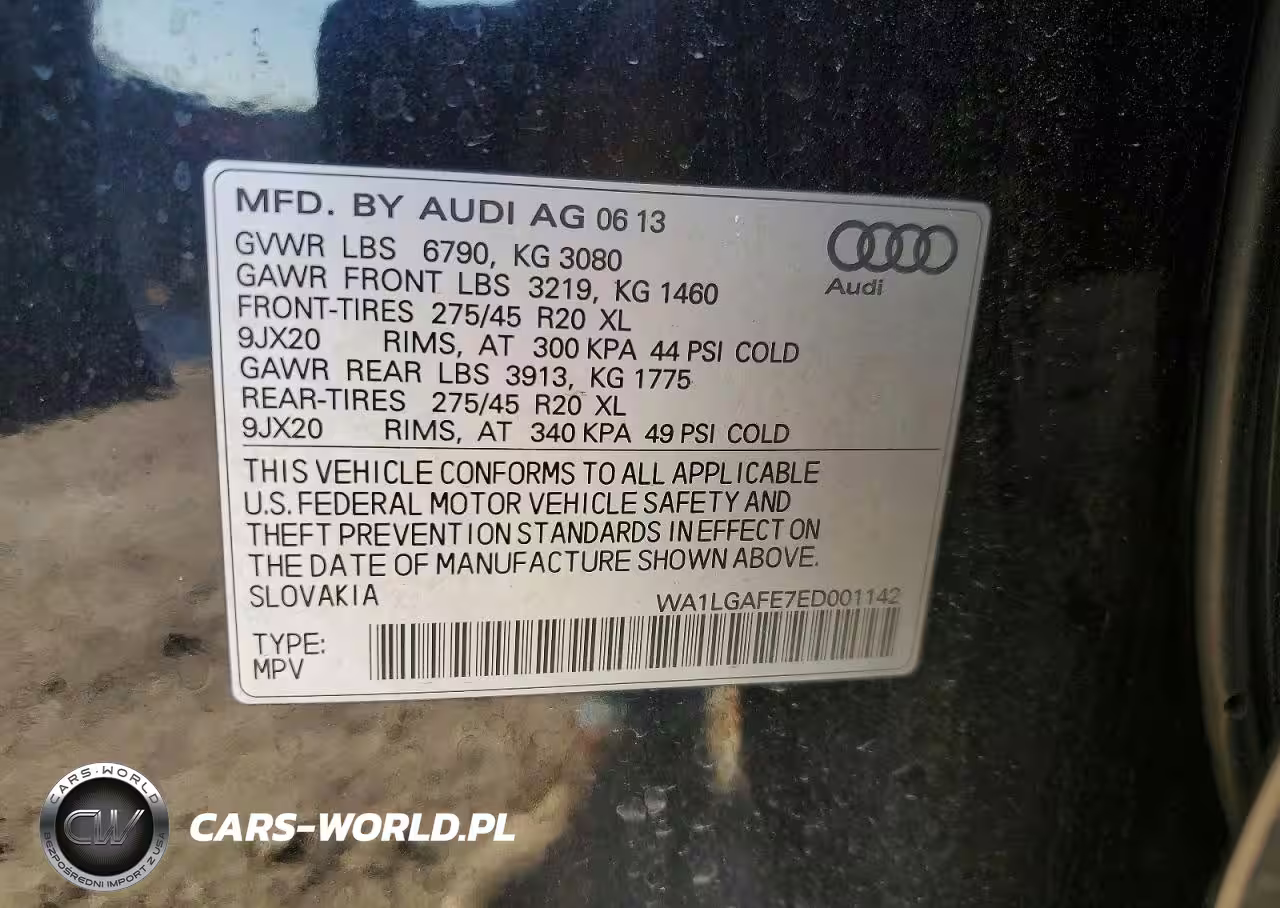 MFD. BY AUDI AG 06 13
GVWR LBS 6790, KG 3080
GAWR FRONT LBS 3219, KG 1460
FRONT-TIRES 275/45 R20 XL
9JX20 RIMS, AT 300 KPA 44 PSI COLD
GAWR REAR LBS 3913, KG 1775
REAR-TIRES 275/45 R20 XL
9JX20 RIMS, AT 340 KPA 49 PSI COLD
Audi
THIS VEHICLE CONFORMS TO ALL APPLICABLE
U.S. FEDERAL MOTOR VEHICLE SAFETY AND
THEFT PREVENTION STANDARDS IN EFFECT ON
THE DATE OF MANUFACTURE SHOWN ABOVE.
SLOVAKIA WA1LGAFE7ED001142
TYPE:
MPV
CARS-WORLD
CW
BEZPOŚREDNI IMPORT Z USA
CARS-WORLD.PL